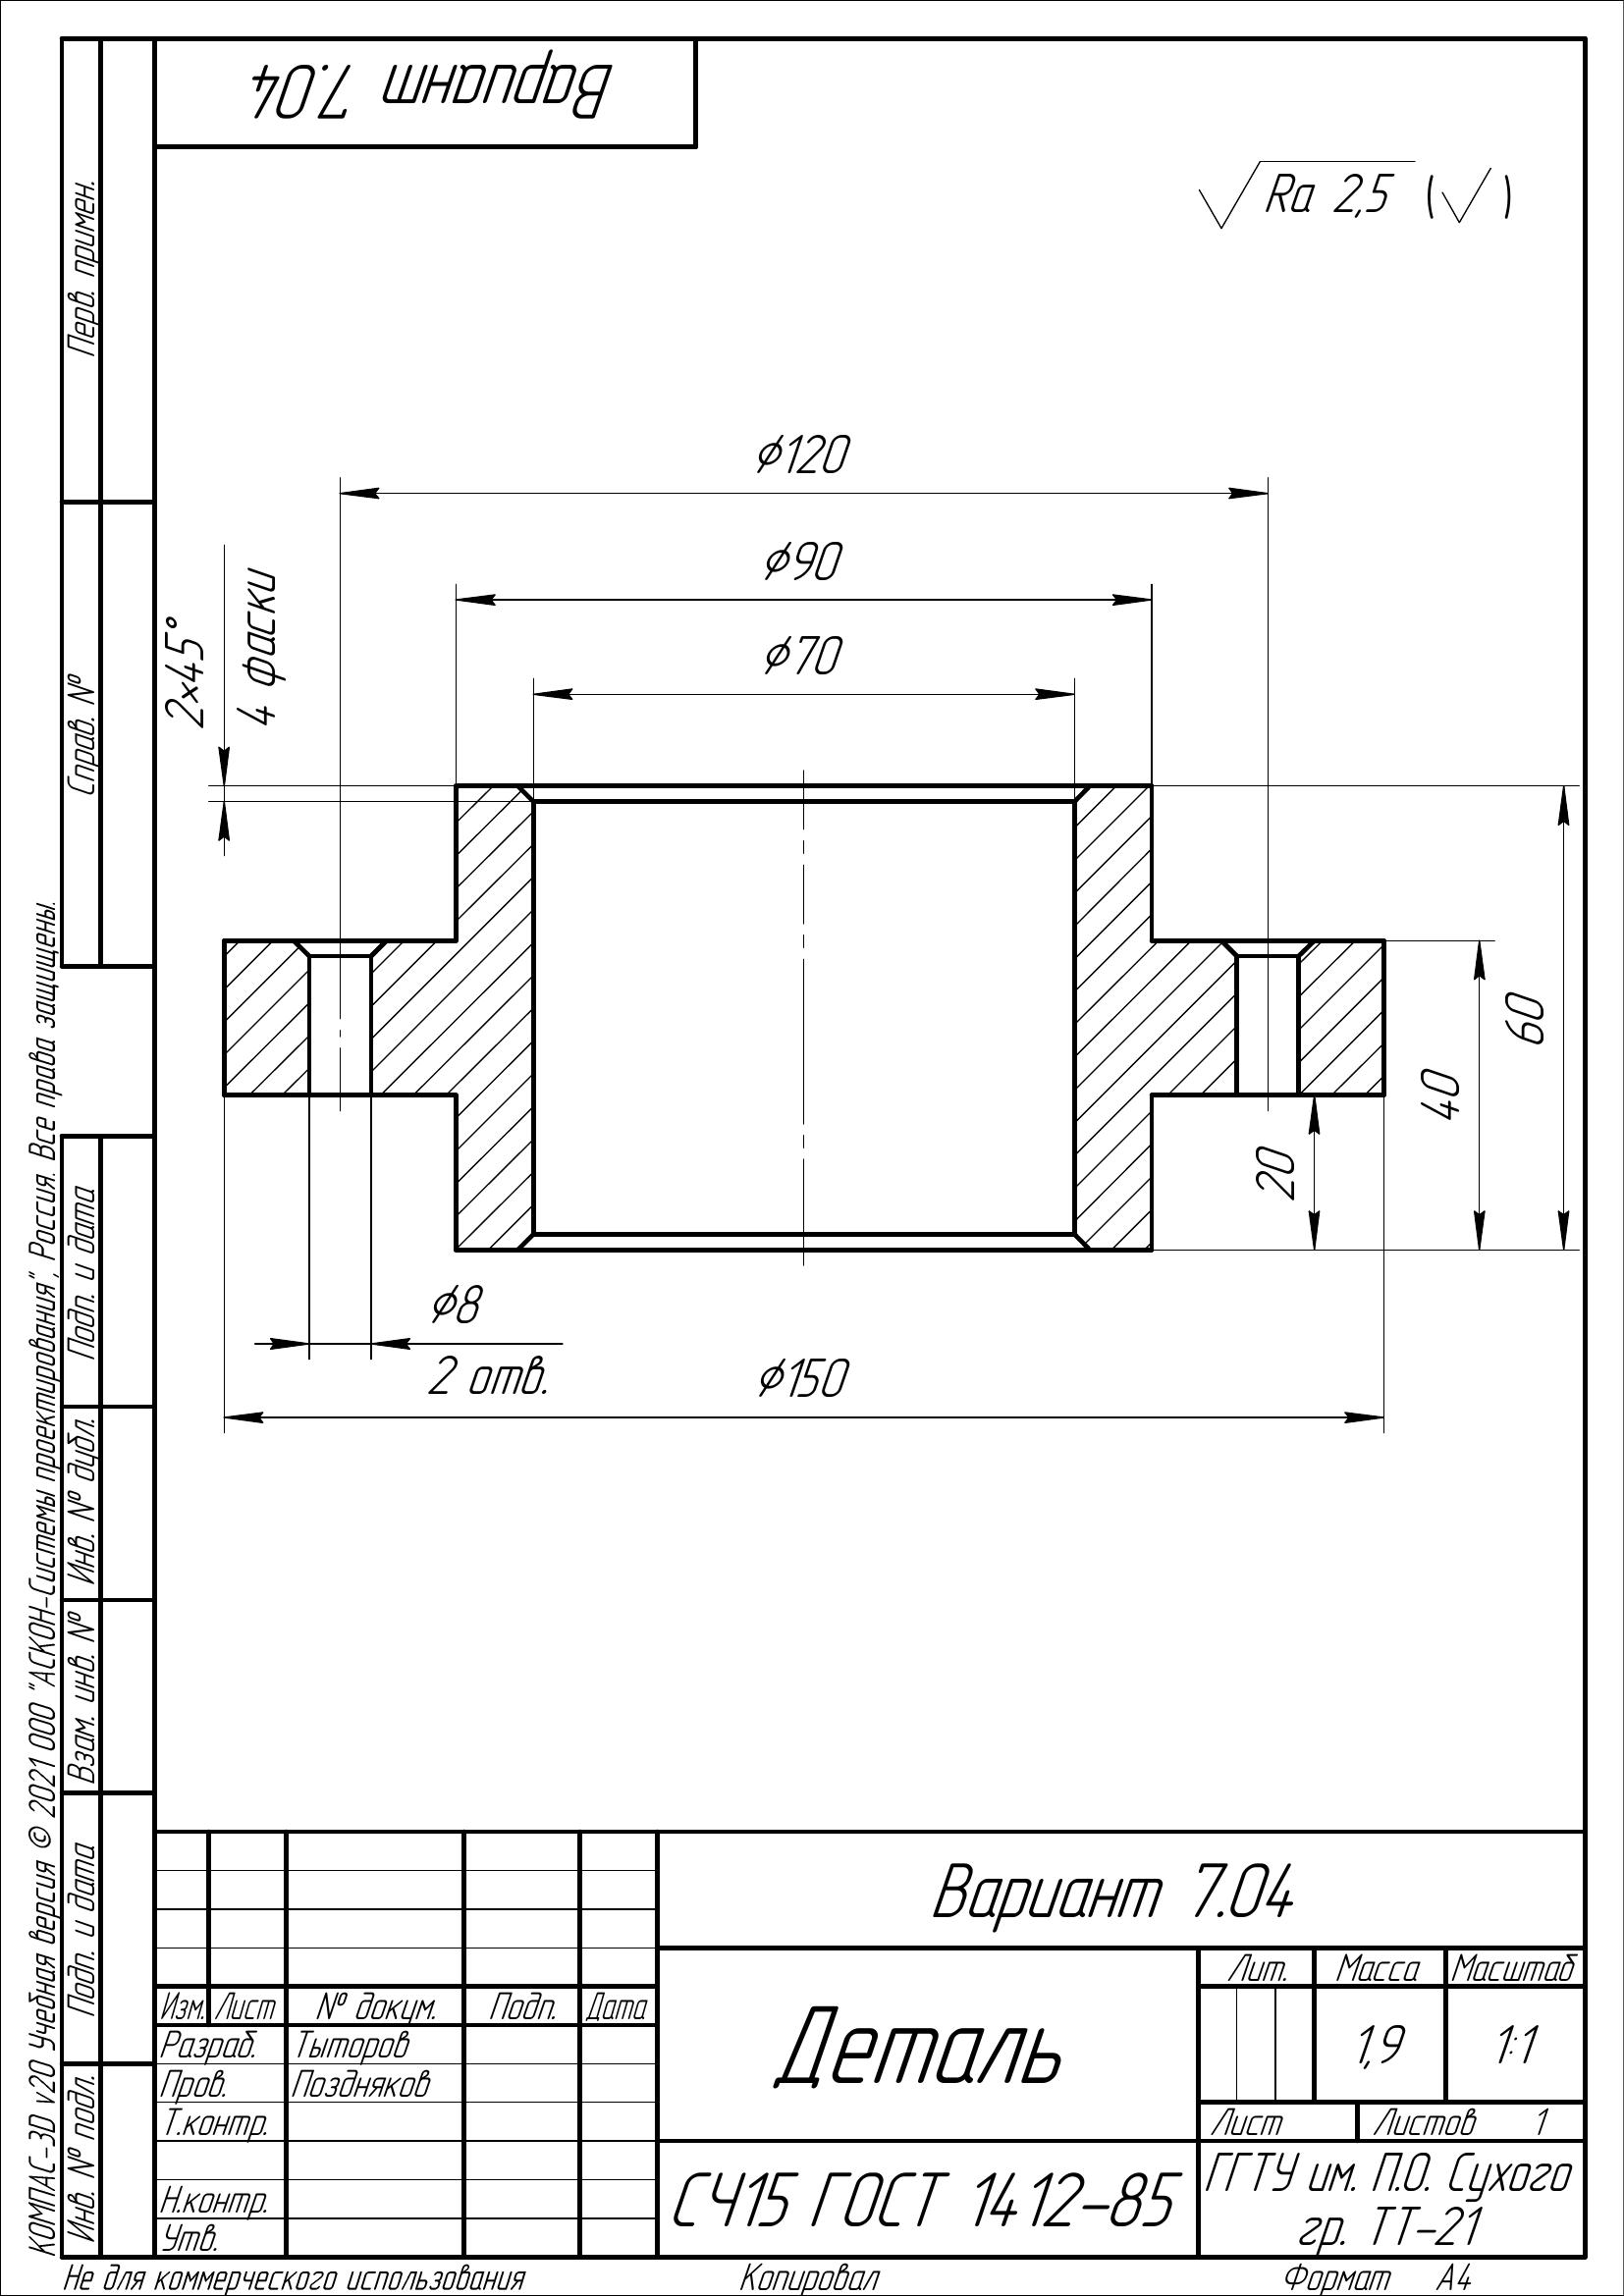 Вариант 7.04
Ra 2,5 ( )
Перв. примен.
Справ. №
Подп. и дата
Инв. № дубл.
Взам. инв. №
Подп. и дата
Инв. № подл.
КОМПАС-3D v20 Учебная версия © 2021 ООО "АСКОН-Системы проектирования", Россия. Все права защищены.
⌀120
⌀90
⌀70
2×45°
4 фаски
60
40
20
⌀8
2 отв.
⌀150
Вариант 7.04
Лит. Масса Масштаб
Изм. Лист № докум. Подп. Дата
Разраб. Тыторов
Пров. Поздняков
Т.контр.
Н.контр.
Утв.
Деталь
1,9 1:1
Лист Листов 1
СЧ15 ГОСТ 1412-85
ГГТУ им. П.О. Сухого
гр. ТТ-21
Не для коммерческого использования Копировал Формат А4